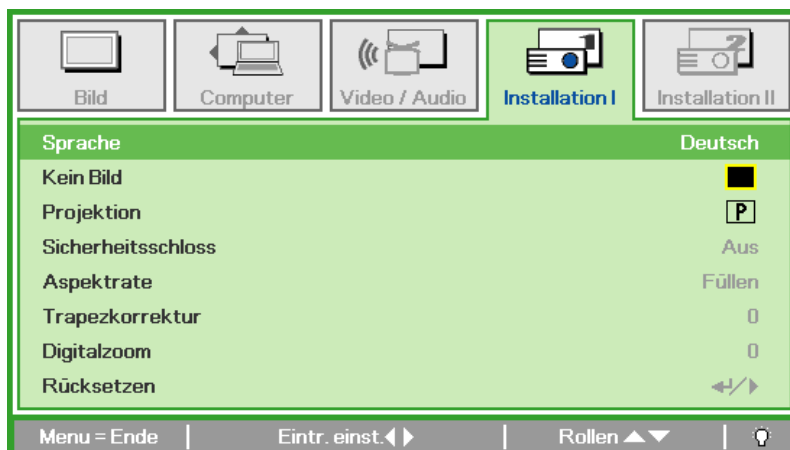 Bild
Computer
Video / Audio
Installation I
Installation II
Sprache Deutsch
Kein Bild
Projektion P
Sicherheitsschloss Aus
Aspektrate Füllen
Trapezkorrektur 0
Digitalzoom 0
Rücksetzen
Menu = Ende Eintr. einst. Rollen